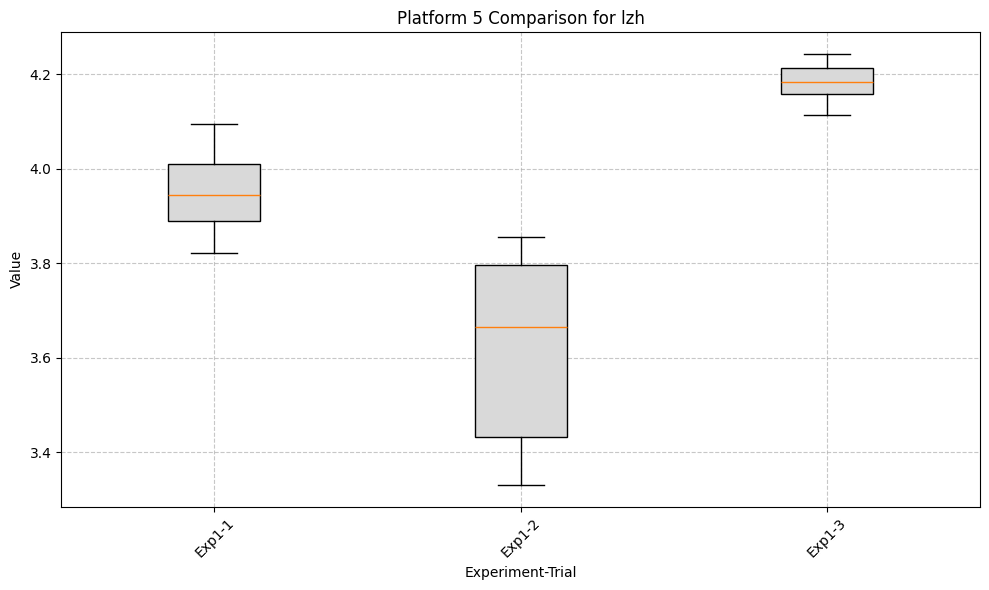 Platform 5 Comparison for lzh
Value
4.2
4.0
3.8
3.6
3.4
Exp1-1
Exp1-2
Exp1-3
Experiment-Trial